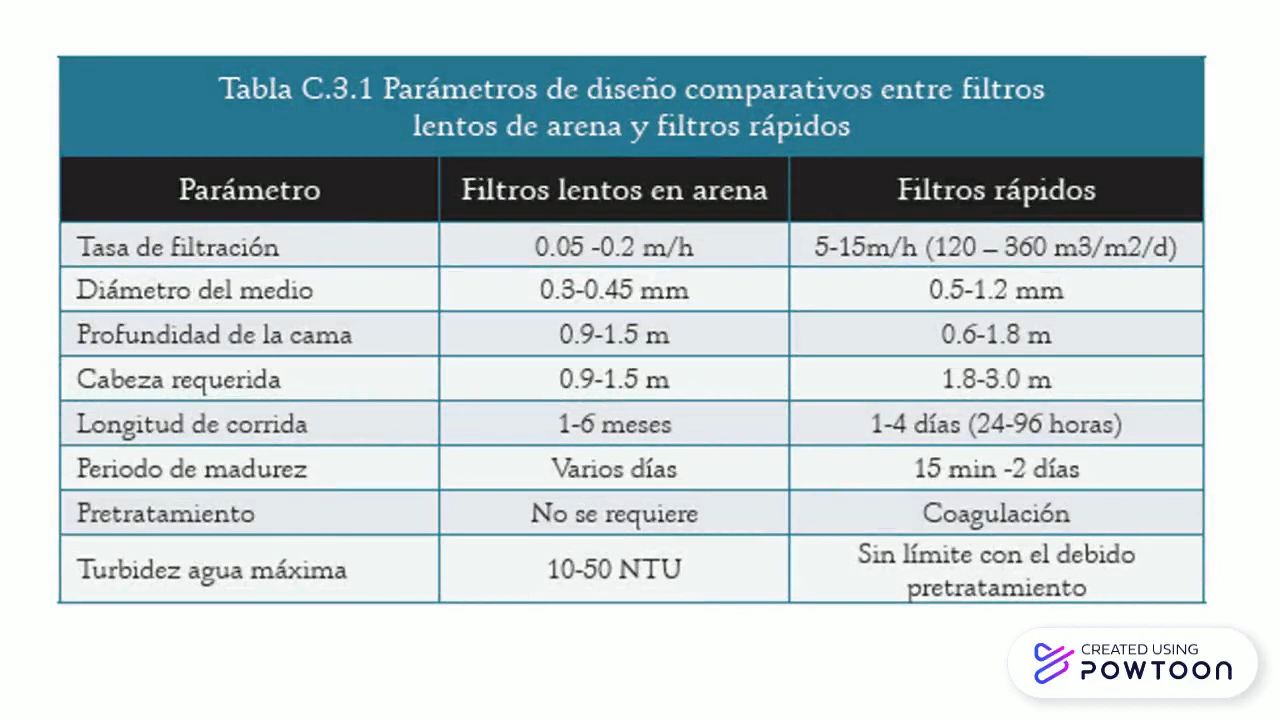 Tabla C.3.1 Parámetros de diseño comparativos entre filtros
lentos de arena y filtros rápidos
Parámetro Filtros lentos en arena Filtros rápidos
Tasa de filtración 0.05 -0.2 m/h 5-15m/h (120 – 360 m3/m2/d)
Diámetro del medio 0.3-0.45 mm 0.5-1.2 mm
Profundidad de la cama 0.9-1.5 m 0.6-1.8 m
Cabeza requerida 0.9-1.5 m 1.8-3.0 m
Longitud de corrida 1-6 meses 1-4 días (24-96 horas)
Periodo de madurez Varios días 15 min -2 días
Pretratamiento No se requiere Coagulación
Turbidez agua máxima 10-50 NTU Sin límite con el debido
pretratamiento
CREATED USING
POWTOON